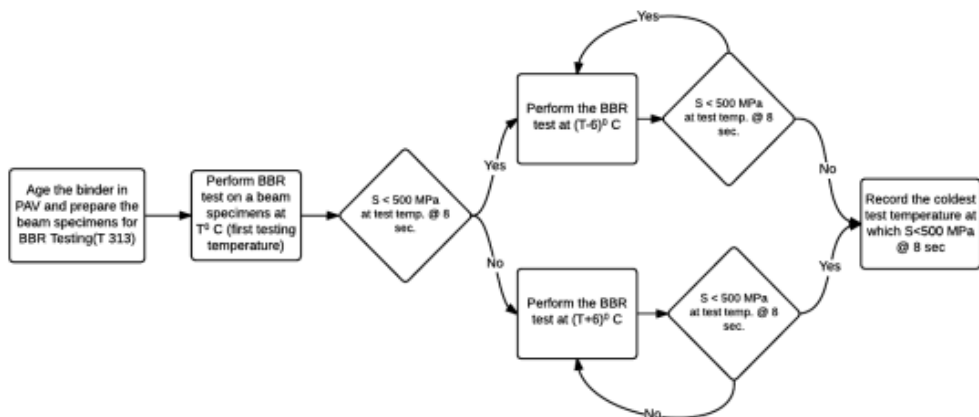 Age the binder in
PAV and prepare the
beam specimens for
BBR Testing(T 313)
Perform BBR
test on a beam
specimens at
T⁰ C (first testing
temperature)
S < 500 MPa
at test temp. @ 8
sec.
Yes
No
Perform the BBR
test at (T-6)⁰ C
Yes
S < 500 MPa
at test temp. @ 8
sec.
No
Perform the BBR
test at (T+6)⁰ C
S < 500 MPa
at test temp. @ 8
sec.
No
Yes
Record the coldest
test temperature at
which S<500 MPa
@ 8 sec